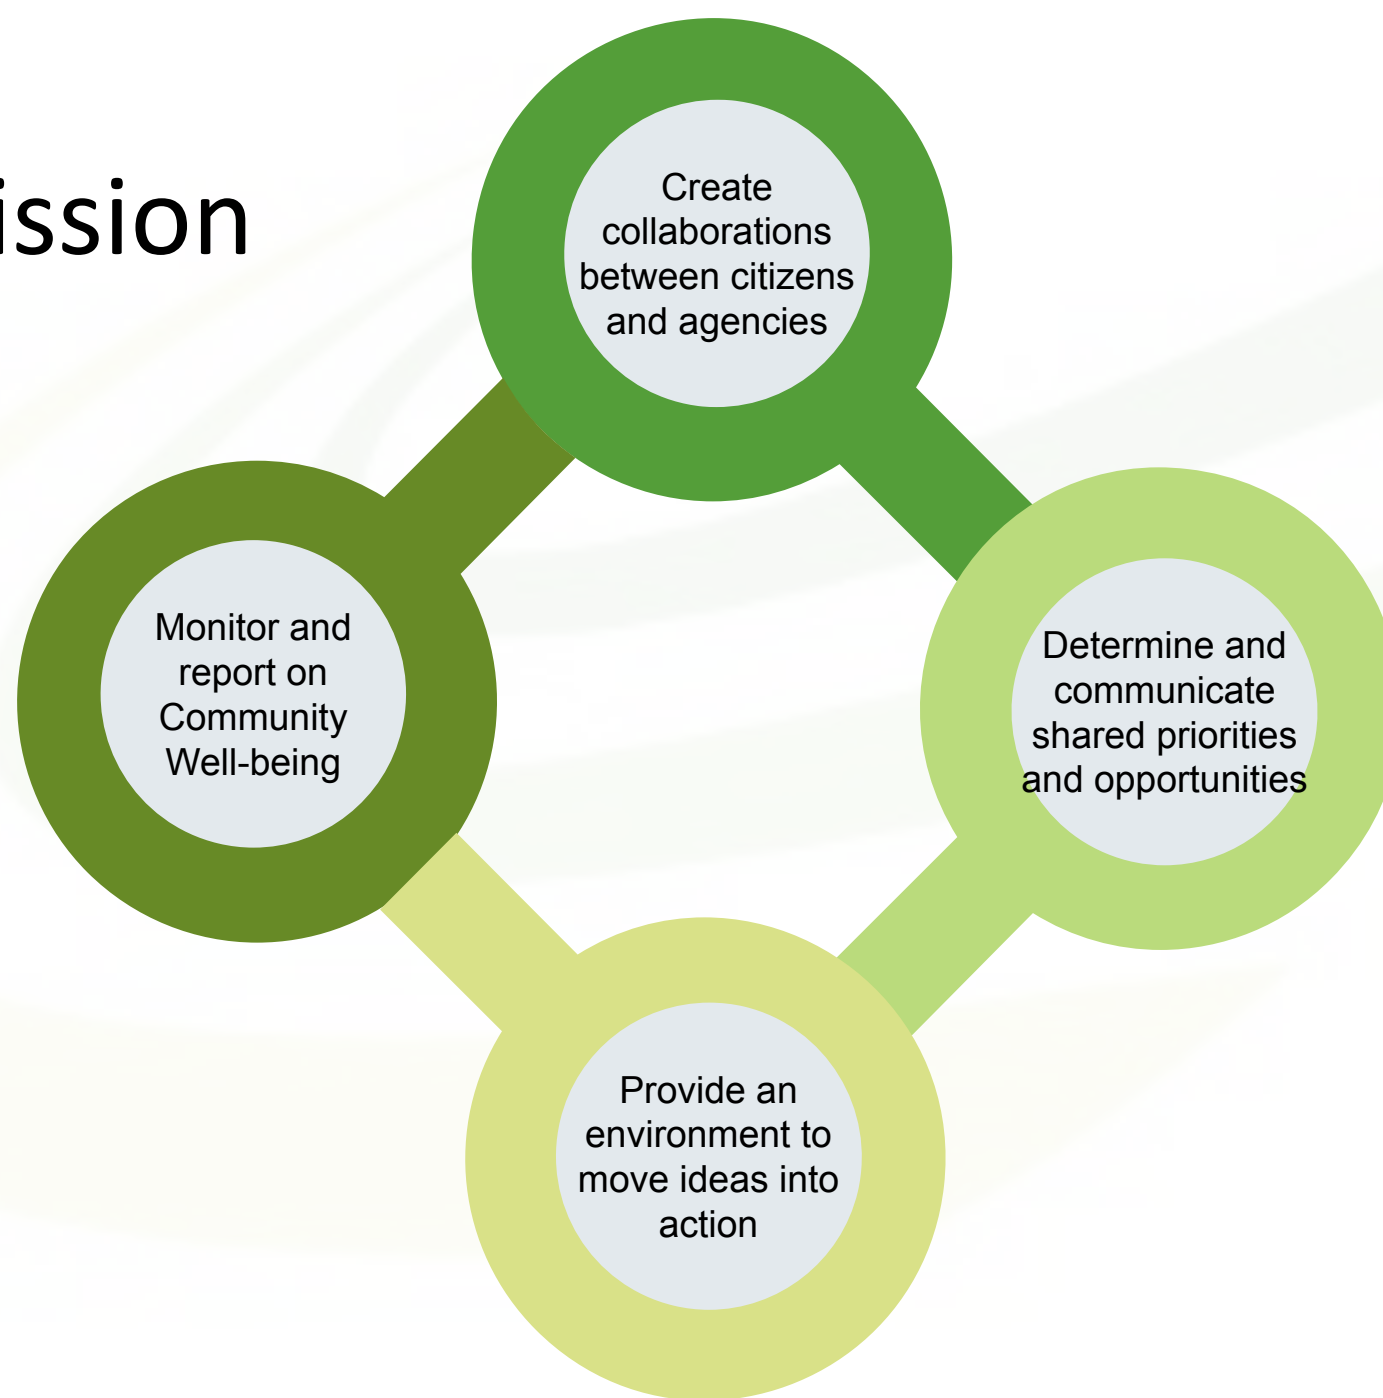 ission
Create
collaborations
between citizens
and agencies
Monitor and
report on
Community
Well-being
Determine and
communicate
shared priorities
and opportunities
Provide an
environment to
move ideas into
action